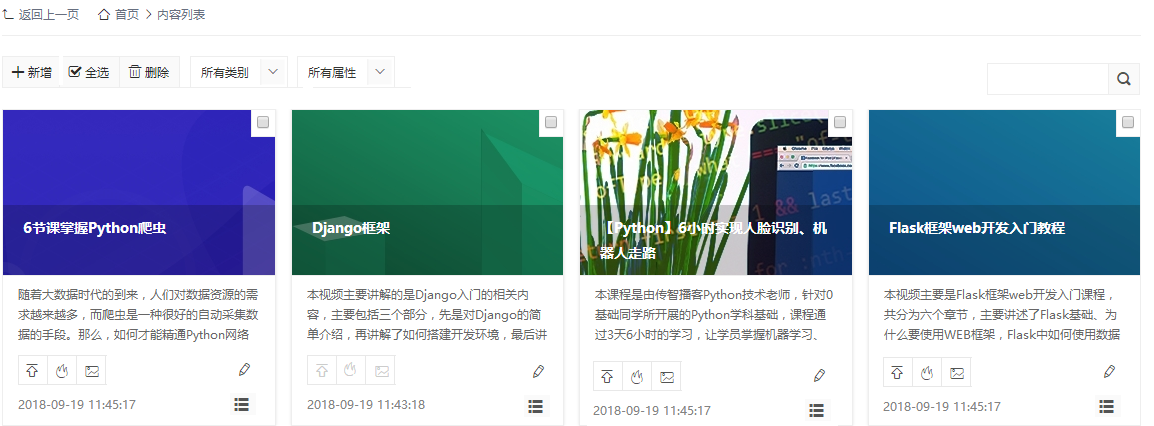 返回上一页 首页 内容列表
新增 全选 删除 所有类别 所有属性
6节课掌握Python爬虫
随着大数据时代的到来，人们对数据资源的需
求越来越多，而爬虫是一种很好的自动采集数
据的手段。那么，如何才能精通Python网络
2018-09-19 11:45:17
Django框架
本视频主要讲解的是Django入门的相关内
容，主要包括三个部分，先是对Django的简
单介绍，再讲解了如何搭建开发环境，最后讲
2018-09-19 11:43:18
【Python】6小时实现人脸识别、机
器人走路
本课程是由传智播客Python技术老师，针对0
基础同学所开展的Python学科基础，课程通
过3天6小时的学习，让学员掌握机器学习、
2018-09-19 11:45:17
Flask框架web开发入门教程
本视频主要是Flask框架web开发入门课程，
共分为六个章节，主要讲述了Flask基础、为
什么要使用WEB框架，Flask中如何使用数据
2018-09-19 11:45:17